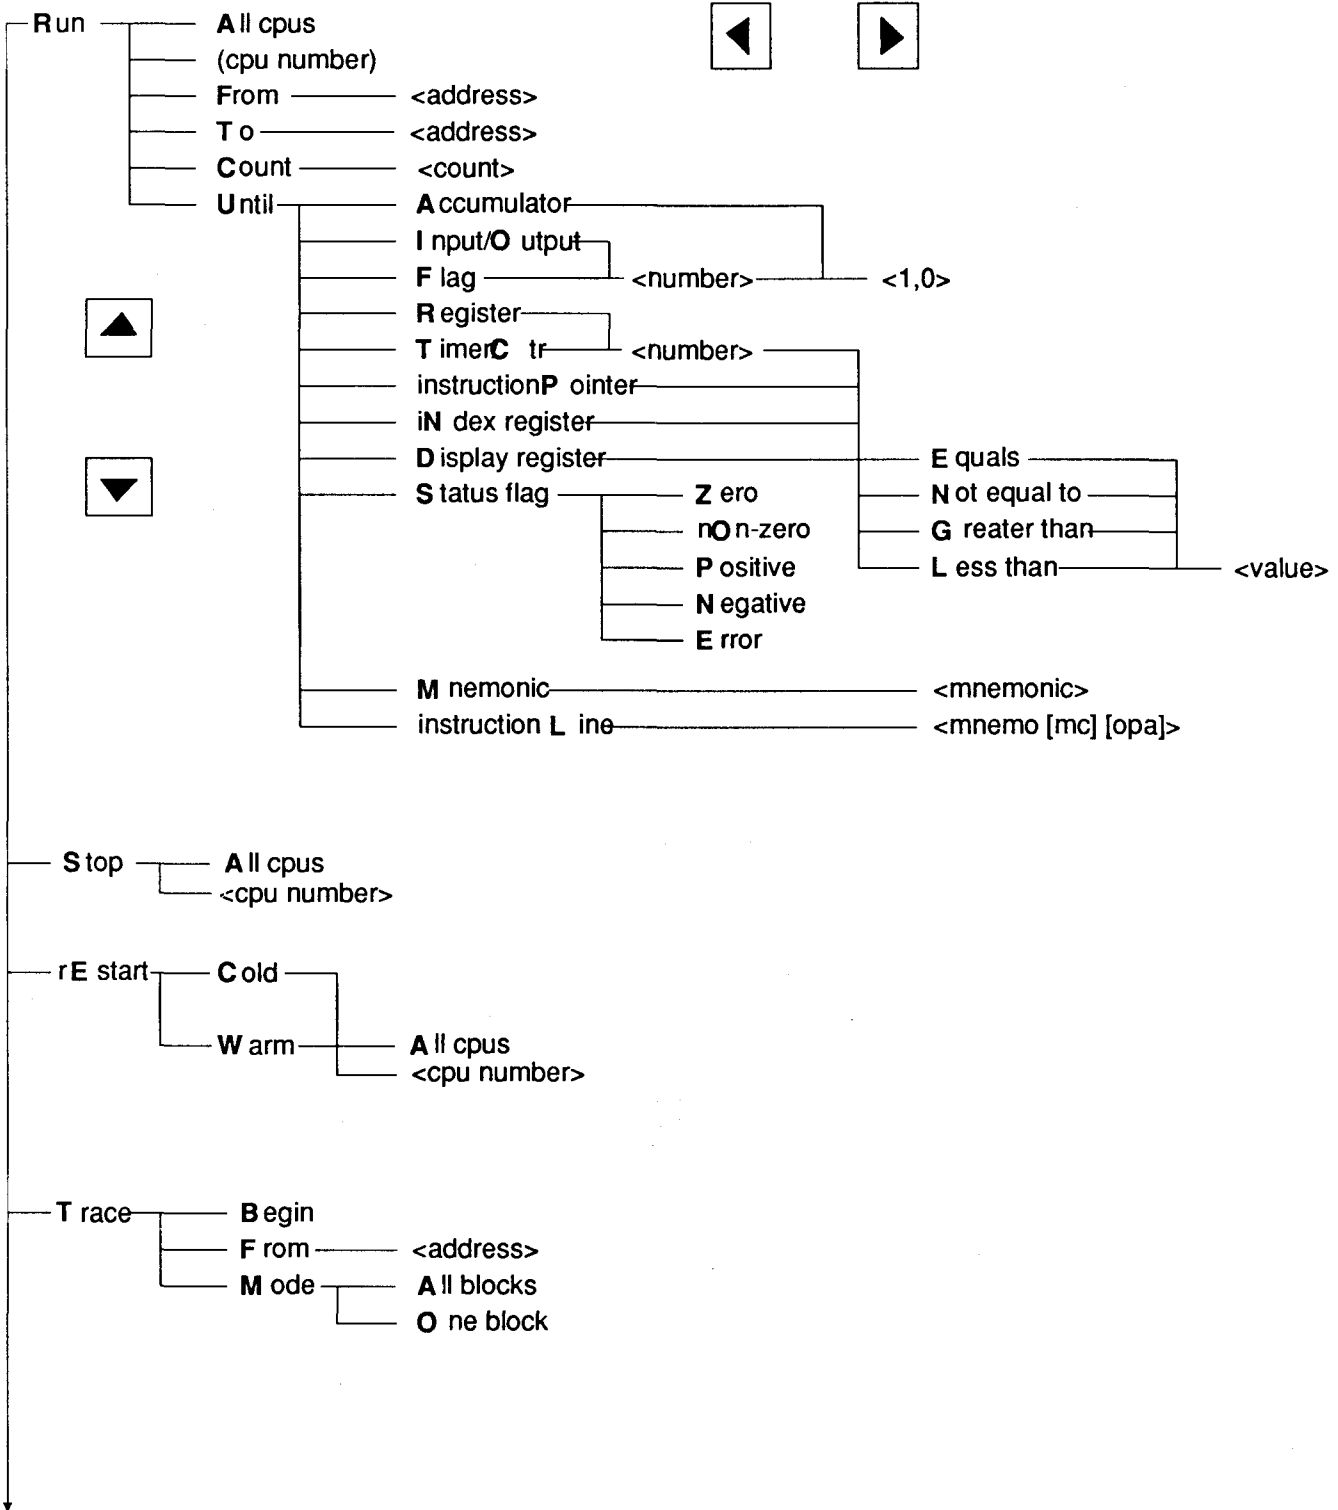 Run All cpus
(cpu number)
From <address>
To <address>
Count <count>
Until Accumulator
Input/Output
Flag <number> <1,0>
Register
TimerCtr <number>
instructionPointer
iNdex register
Display register Equals
Status flag Zero Not equal to
nOn-zero Greater than
Positive Less than <value>
Negative
Error
Mnemonic <mnemonic>
instruction Line <mnemo [mc] [opa]>
Stop All cpus
<cpu number>
rEstart Cold
Warm All cpus
<cpu number>
Trace Begin
From <address>
Mode All blocks
One block